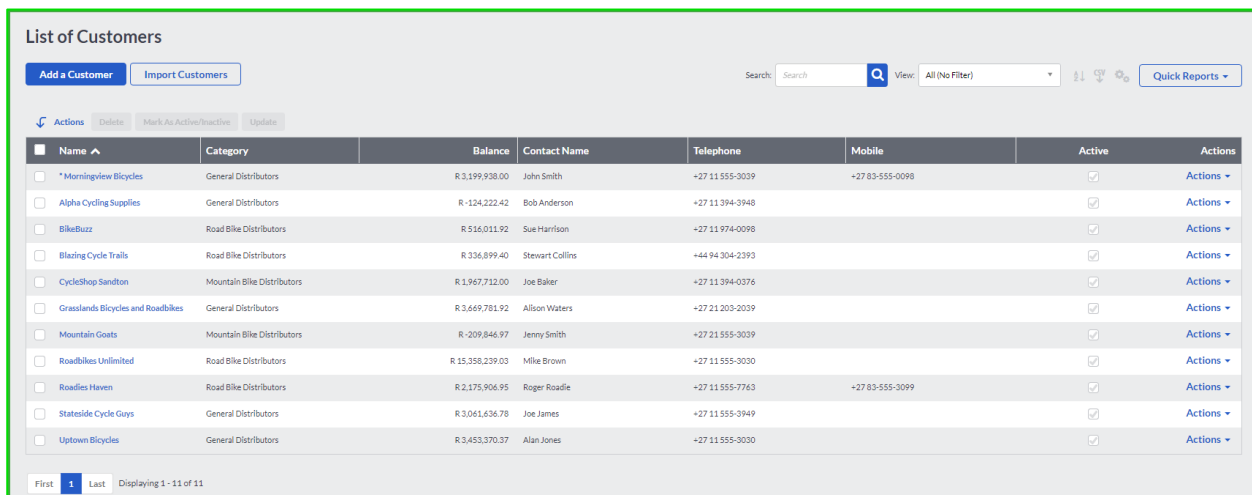 List of Customers
Add a Customer Import Customers Search: Search View: All (No Filter) CSV Quick Reports
Actions Delete Mark As Active/Inactive Update
Name Category Balance Contact Name Telephone Mobile Active Actions
* Morningview Bicycles General Distributors R 3,199,938.00 John Smith +27 11 555-3039 +27 83-555-0098 Actions
Alpha Cycling Supplies General Distributors R -124,222.42 Bob Anderson +27 11 394-3948 Actions
BikeBuzz Road Bike Distributors R 516,011.92 Sue Harrison +27 11 974-0098 Actions
Blazing Cycle Trails Road Bike Distributors R 336,899.40 Stewart Collins +44 94 304-2393 Actions
CycleShop Sandton Mountain Bike Distributors R 1,967,712.00 Joe Baker +27 11 394-0376 Actions
Grasslands Bicycles and Roadbikes General Distributors R 3,669,781.92 Alison Waters +27 21 203-2039 Actions
Mountain Goats Mountain Bike Distributors R -209,846.97 Jenny Smith +27 21 555-3039 Actions
Roadbikes Unlimited Road Bike Distributors R 15,358,239.03 Mike Brown +27 11 555-3030 Actions
Roadies Haven Road Bike Distributors R 2,175,906.95 Roger Roadie +27 11 555-7763 +27 83-555-3099 Actions
Stateside Cycle Guys General Distributors R 3,061,636.78 Joe James +27 11 555-3949 Actions
Uptown Bicycles General Distributors R 3,453,370.37 Alan Jones +27 11 555-3030 Actions
First 1 Last Displaying 1 - 11 of 11